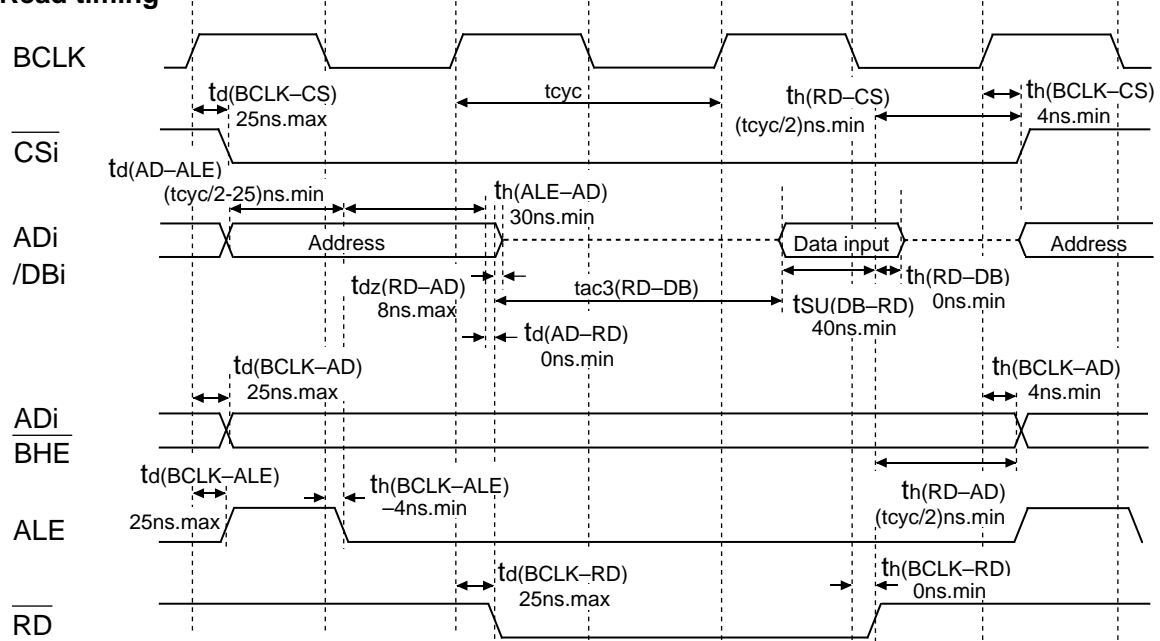 Read timing
BCLK
td(BCLK–CS)
25ns.max
tcyc
th(RD–CS)
(tcyc/2)ns.min
th(BCLK–CS)
4ns.min
CSi
td(AD–ALE)
(tcyc/2-25)ns.min
th(ALE–AD)
30ns.min
ADi
/DBi
Address
Data input
Address
tdz(RD–AD)
8ns.max
tac3(RD–DB)
th(RD–DB)
0ns.min
tSU(DB–RD)
40ns.min
td(AD–RD)
0ns.min
td(BCLK–AD)
25ns.max
th(BCLK–AD)
4ns.min
ADi
BHE
td(BCLK–ALE)
25ns.max
th(BCLK–ALE)
–4ns.min
th(RD–AD)
(tcyc/2)ns.min
ALE
td(BCLK–RD)
25ns.max
th(BCLK–RD)
0ns.min
RD